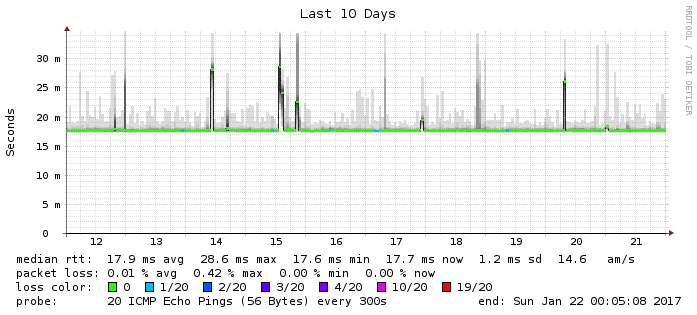 Last 10 Days
RRDTOOL / TOBI OETIKER
Seconds
30 m
25 m
20 m
15 m
10 m
5 m
0
12 13 14 15 16 17 18 19 20 21
median rtt: 17.9 ms avg 28.6 ms max 17.6 ms min 17.7 ms now 1.2 ms sd 14.6 am/s
packet loss: 0.01 % avg 0.42 % max 0.00 % min 0.00 % now
loss color: 0 1/20 2/20 3/20 4/20 10/20 19/20
probe: 20 ICMP Echo Pings (56 Bytes) every 300s end: Sun Jan 22 00:05:08 2017